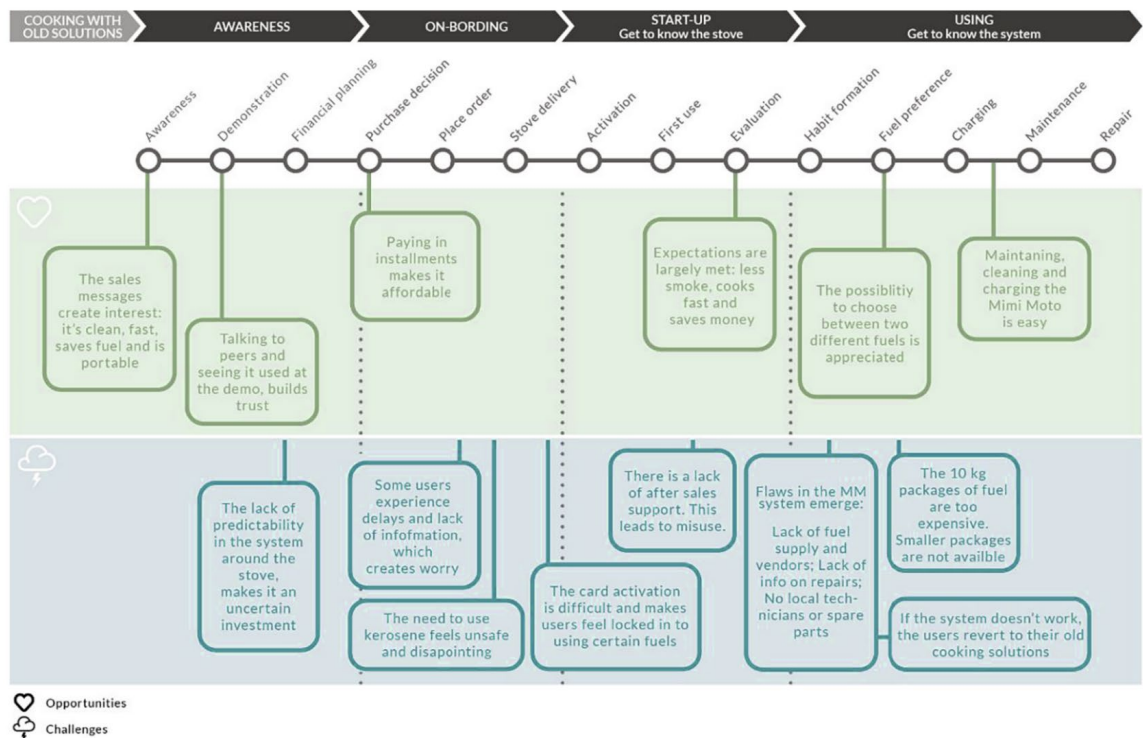 COOKING WITH
OLD SOLUTIONS
AWARENESS
ON-BORDING
START-UP
Get to know the stove
USING
Get to know the system
Awareness
Demonstration
Financial planning
Purchase decision
Place order
Stove delivery
Activation
First use
Evaluation
Habit formation
Fuel preference
Charging
Maintenance
Repair
The sales
messages
create interest:
it's clean, fast,
saves fuel and is
portable
Talking to
peers and
seeing it used at
the demo, builds
trust
Paying in
installments
makes it
affordable
Expectations are
largely met: less
smoke, cooks
fast and
saves money
The possiblitiy
to choose
between two
different fuels is
appreciated
Maintaning,
cleaning and
charging the
Mimi Moto
is easy
The lack of
predictability
in the system
around the
stove,
makes it an
uncertain
investment
Some users
experience
delays and lack
of infofmation,
which
creates worry
The need to use
kerosene feels unsafe
and disapointing
The card activation
is difficult and makes
users feel locked in to
using certain fuels
There is a lack
of after sales
support. This
leads to misuse.
Flaws in the MM
system emerge:
Lack of fuel
supply and
vendors; Lack of
info on repairs;
No local tech-
nicians or spare
parts
The 10 kg
packages of fuel
are too
expensive.
Smaller packages
are not availble
If the system doesn't work,
the users revert to their old
cooking solutions
Opportunities
Challenges